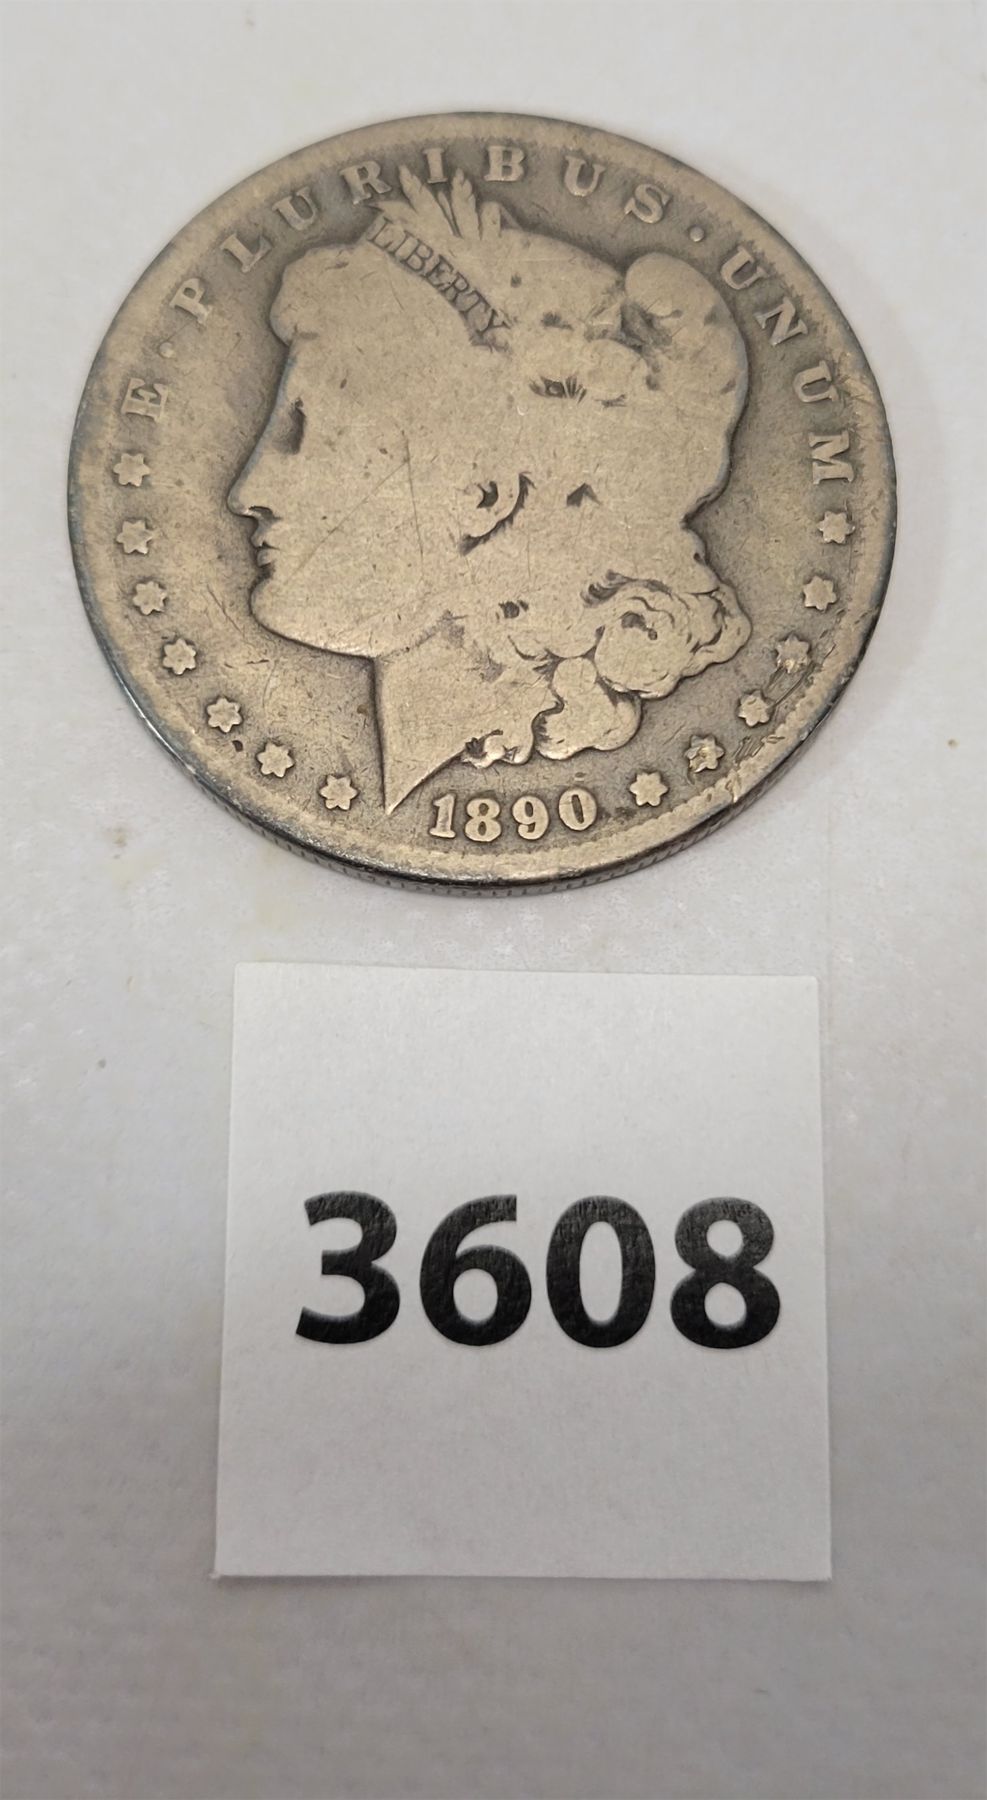 E · PLURIBUS · UNUM
LIBERTY
1890
3608